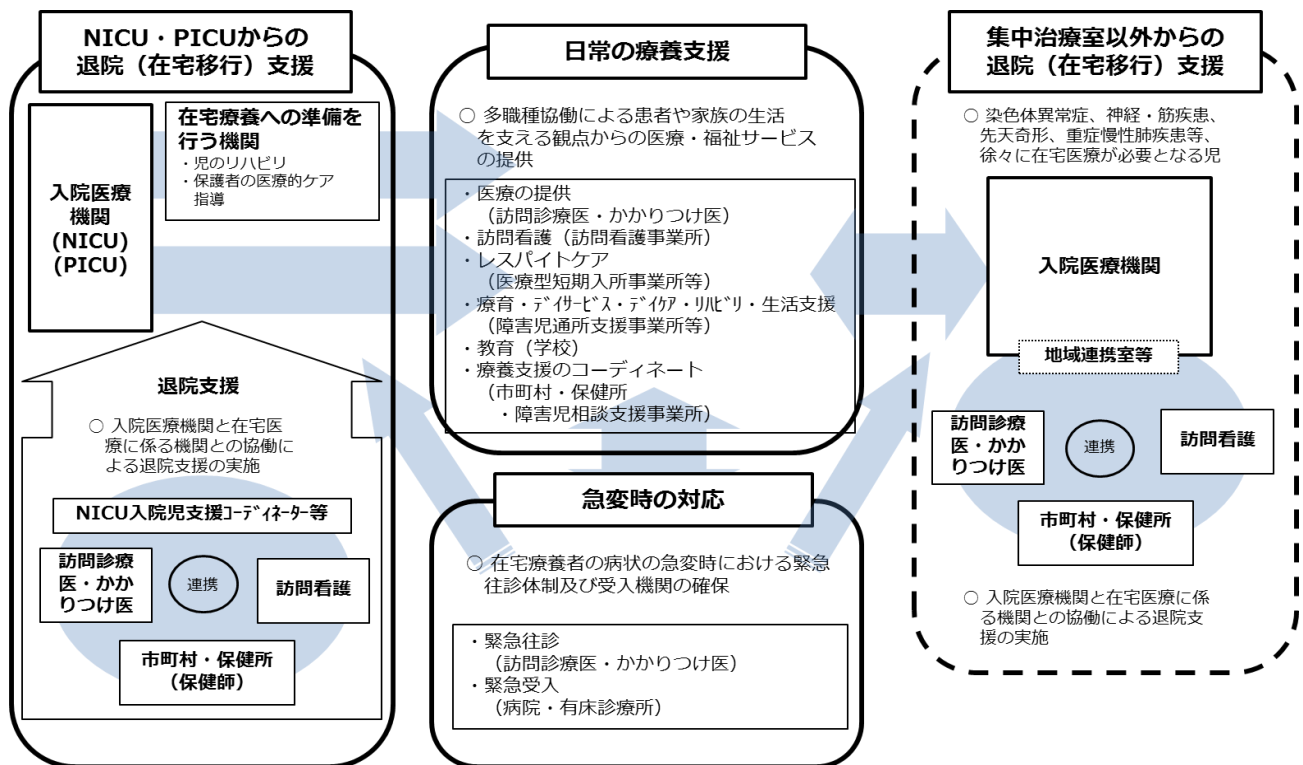 NICU・PICUからの
退院（在宅移行）支援
入院医療
機関
(NICU)
(PICU)
在宅療養への準備を
行う機関
・児のリハビリ
・保護者の医療的ケア
指導
退院支援
○ 入院医療機関と在宅医
療に係る機関との協働に
よる退院支援の実施
NICU入院児支援ｺｰﾃﾞｨﾈｰﾀｰ等
訪問診療
医・かか
りつけ医
連携
訪問看護
市町村・保健所
（保健師）
日常の療養支援
○ 多職種協働による患者や家族の生活
を支える観点からの医療・福祉サービス
の提供
・医療の提供
（訪問診療医・かかりつけ医）
・訪問看護（訪問看護事業所）
・レスパイトケア
（医療型短期入所事業所等）
・療育・ﾃﾞｲｻｰﾋﾞｽ・ﾃﾞｲｹｱ・ﾘﾊﾋﾞﾘ・生活支援
（障害児通所支援事業所等）
・教育（学校）
・療養支援のコーディネート
（市町村・保健所
・障害児相談支援事業所）
急変時の対応
○ 在宅療養者の病状の急変時における緊急
往診体制及び受入機関の確保
・緊急往診
（訪問診療医・かかりつけ医）
・緊急受入
（病院・有床診療所）
集中治療室以外からの
退院（在宅移行）支援
○ 染色体異常症、神経・筋疾患、
先天奇形、重症慢性肺疾患等、
徐々に在宅医療が必要となる児
入院医療機関
地域連携室等
訪問診療
医・かか
りつけ医
連携
訪問看護
市町村・保健所
（保健師）
○ 入院医療機関と在宅医療に係
る機関との協働による退院支
援の実施